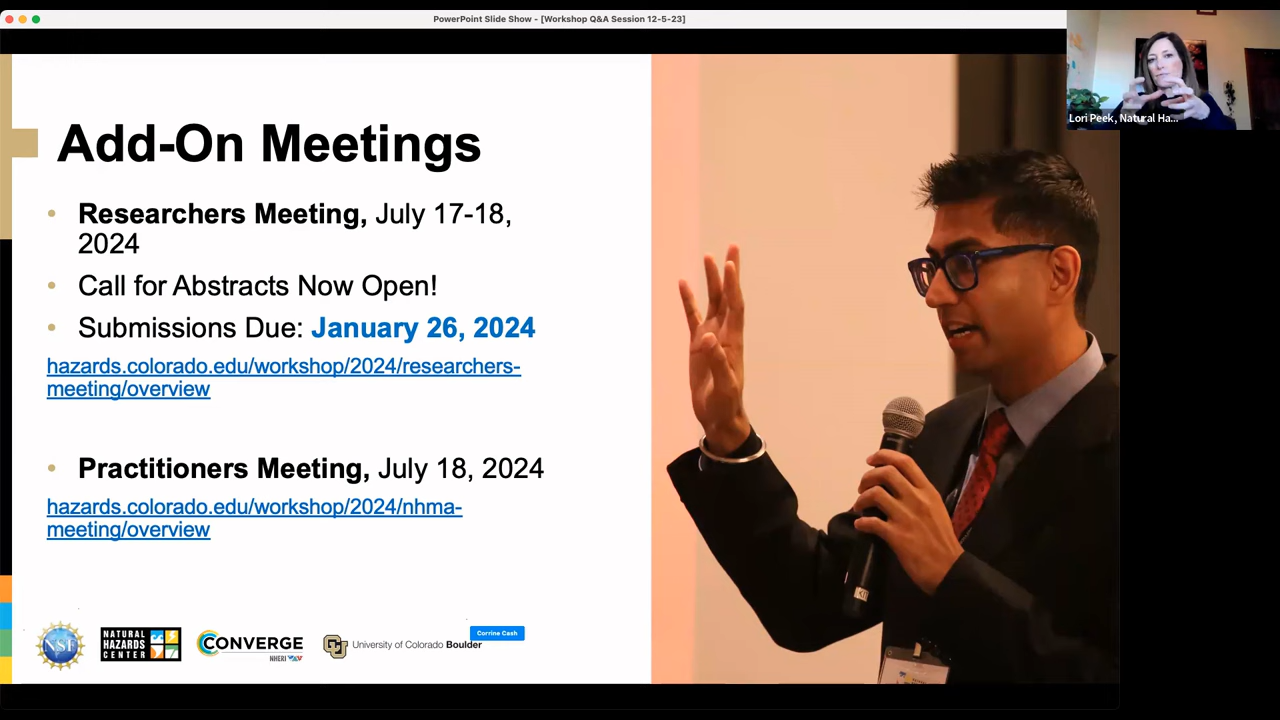 PowerPoint Slide Show - [Workshop Q&A Session 12-5-23]
Lori Peek, Natural Ha...
Add-On Meetings
• Researchers Meeting, July 17-18,
2024
• Call for Abstracts Now Open!
• Submissions Due: January 26, 2024
hazards.colorado.edu/workshop/2024/researchers-
meeting/overview
• Practitioners Meeting, July 18, 2024
hazards.colorado.edu/workshop/2024/nhma-
meeting/overview
NSF
NATURAL
HAZARDS
CENTER
CONVERGE
NHERI
CU
University of Colorado Boulder
Corrine Cash